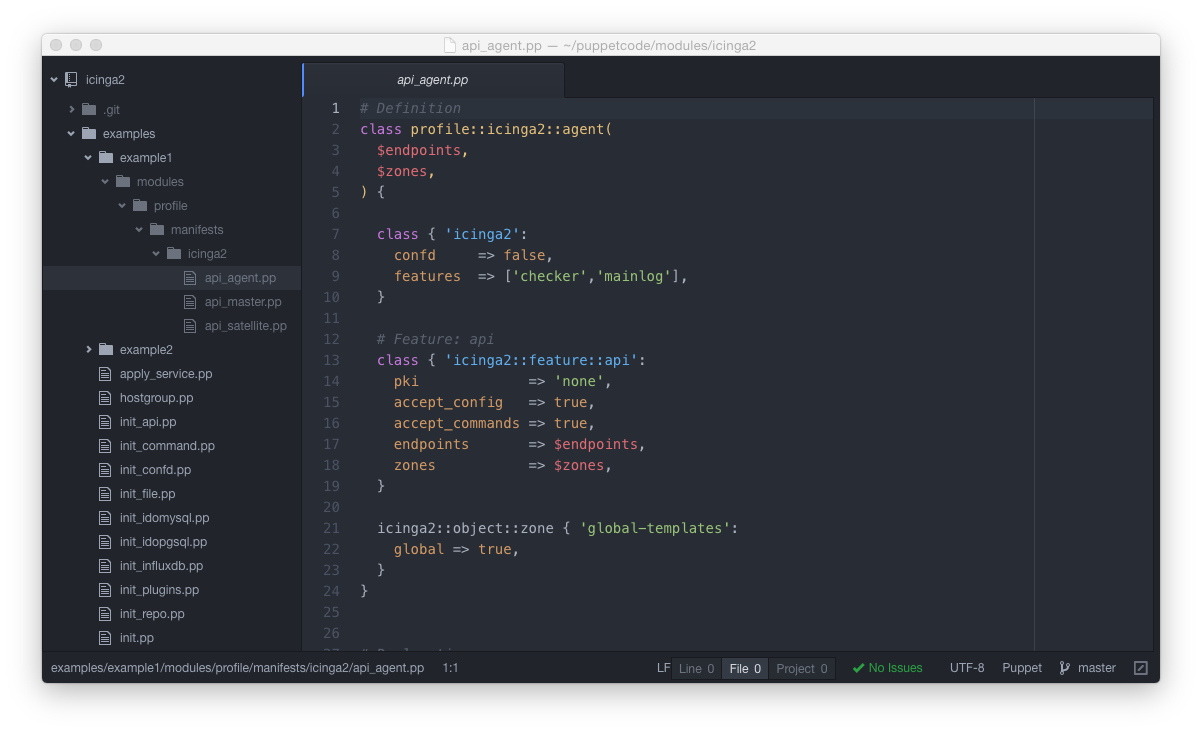 api_agent.pp — ~/puppetcode/modules/icinga2
icinga2
.git
examples
example1
modules
profile
manifests
icinga2
api_agent.pp
api_master.pp
api_satellite.pp
example2
apply_service.pp
hostgroup.pp
init_api.pp
init_command.pp
init_confd.pp
init_file.pp
init_idomysql.pp
init_idopgsql.pp
init_influxdb.pp
init_plugins.pp
init_repo.pp
init.pp
api_agent.pp
1 # Definition
2 class profile::icinga2::agent(
3   $endpoints,
4   $zones,
5 ) {
6
7   class { 'icinga2':
8     confd     => false,
9     features  => ['checker','mainlog'],
10   }
11
12   # Feature: api
13   class { 'icinga2::feature::api':
14     pki             => 'none',
15     accept_config   => true,
16     accept_commands => true,
17     endpoints       => $endpoints,
18     zones           => $zones,
19   }
20
21   icinga2::object::zone { 'global-templates':
22     global => true,
23   }
24 }
25
26
examples/example1/modules/profile/manifests/icinga2/api_agent.pp 1:1 LF Line 0 File 0 Project 0 No Issues UTF-8 Puppet master